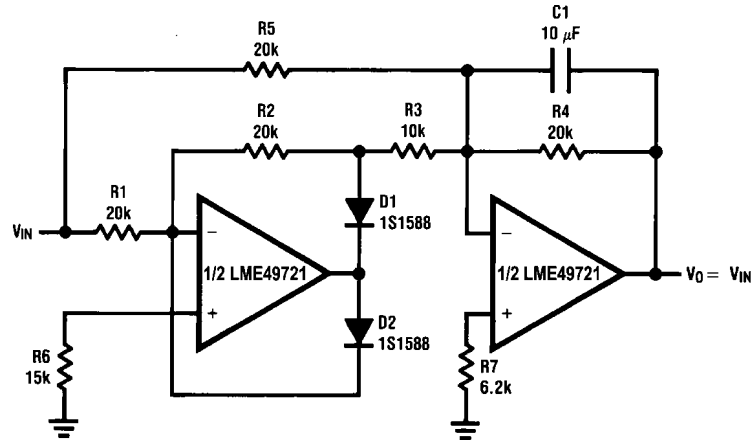 C1
10 μF
R5
20k
R2
20k
R3
10k
R4
20k
R1
20k
D1
1S1588
VIN
−
1/2 LME49721
+
−
1/2 LME49721
+
VO = VIN
D2
1S1588
R6
15k
R7
6.2k